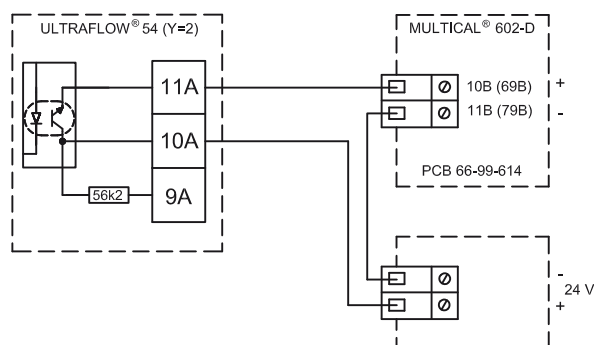 ULTRAFLOW® 54 (Y=2)
11A
10A
9A
56k2
MULTICAL® 602-D
10B (69B) +
11B (79B) -
PCB 66-99-614
-
24 V
+